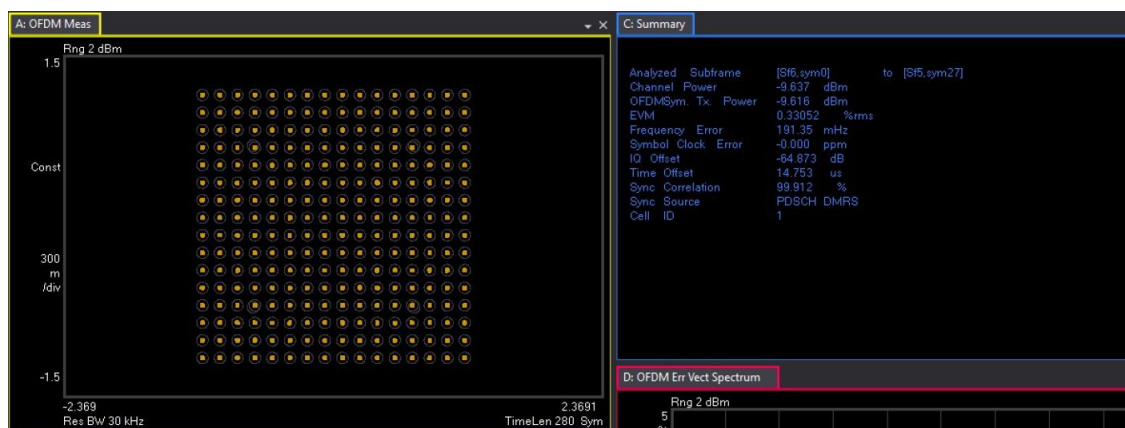 A: OFDM Meas
Rng 2 dBm
1.5
Const
300
m
/div
-1.5
-2.369
2.3691
Res BW 30 kHz
TimeLen 280 Sym
C: Summary
Analyzed Subframe [Sf6,sym0] to [Sf5,sym27]
Channel Power -9.637 dBm
OFDMSym. Tx. Power -9.616 dBm
EVM 0.33052 %rms
Frequency Error 191.35 mHz
Symbol Clock Error -0.000 ppm
IQ Offset -64.873 dB
Time Offset 14.753 us
Sync Correlation 99.912 %
Sync Source PDSCH DMRS
Cell ID 1
D: OFDM Err Vect Spectrum
Rng 2 dBm
5